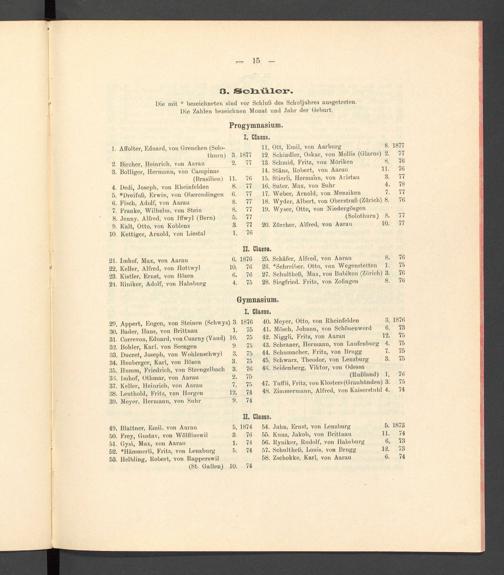 — 15 —
3. Schüler.
Die mit * bezeichneten sind vor Schluß des Schuljahres ausgetreten.
Die Zahlen bezeichnen Monat und Jahr der Geburt.
Progymnasium.
I. Classe.
1. Affolter, Eduard, von Grenchen (Solothurn) 3. 1877
2. Bircher, Heinrich, von Aarau 2. 77
3. Bolliger, Hermann, von Campinas
(Brasilien) 11. 76
4. Dedi, Joseph, von Rheinfelden 8. 77
5. *Dreifuß, Erwin, von Oberendingen 6. 77
6. Fisch, Adolf, von Aarau 8. 77
7. Franke, Wilhelm, von Stein 8. 77
8. Jenny, Alfred, von Iffwyl (Bern) 5. 77
9. Kalt, Otto, von Koblenz 3. 77
10. Kettiger, Arnold, von Liestal 1. 76
11. Ott, Emil, von Aarburg 8. 1877
12. Schindler, Oskar, von Mollis (Glarus) 2. 77
13. Schmid, Fritz, von Möriken 8. 76
14. Stäne, Robert, von Aarau 11. 76
15. Stierli, Hermann, von Aristau 3. 77
16. Suter, Max, von Suhr 4. 78
17. Weber, Arnold, von Menziken 7. 77
18. Wyder, Albert, von Oberstraß (Zürich) 8. 76
19. Wyser, Otto, von Niedergösgen
(Solothurn) 8. 77
20. Zürcher, Alfred, von Aarau 10. 77
II. Classe.
21. Imhof, Max, von Aarau 6. 1876
22. Keller, Alfred, von Hottwyl 10. 76
23. Kistler, Ernst, von Bözen 6. 76
24. Riniker, Adolf, von Habsburg 4. 75
25. Schäfer, Alfred, von Aarau 8. 76
26. *Schreiber, Otto, von Wegenstetten 1. 75
27. Schultheß, Max, von Bubikon (Zürich) 3. 76
28. Siegfried, Fritz, von Zofingen 8. 76
Gymnasium.
I. Classe.
29. Appert, Eugen, von Steinen (Schwyz) 3. 1876
30. Bader, Hans, von Brittnau 1. 75
31. Correvon, Eduard, von Cuarny (Vaud) 10. 75
32. Döbler, Karl, von Seengen 9. 75
33. Ducret, Joseph, von Wohlenschwyl 3. 75
34. Heuberger, Karl, von Bözen 3. 75
35. Humm, Friedrich, von Strengelbach 3. 76
36. Imhof, Othmar, von Aarau 2. 75
37. Keller, Heinrich, von Aarau 7. 75
38. Leuthold, Fritz, von Horgen 12. 74
39. Meyer, Hermann, von Suhr 9. 74
40. Meyer, Otto, von Rheinfelden 3. 1876
41. Mösch, Johann, von Schönenwerd 6. 73
42. Niggli, Fritz, von Aarau 12. 75
43. Schraner, Hermann, von Laufenburg 4. 75
44. Schumacher, Fritz, von Brugg 7. 75
45. Schwarz, Theodor, von Lenzburg 3. 75
46. Seidenberg, Viktor, von Odessa
(Rußland) 1. 76
47. Tuffli, Fritz, von Klosters (Graubünden) 3. 75
48. Zimmermann, Alfred, von Kaiserstuhl 4. 74
II. Classe.
49. Blattner, Emil, von Aarau 5. 1874
50. Frey, Gustav, von Wölflinswil 3. 76
51. Gysi, Max, von Aarau 1. 74
52. *Hämmerli, Fritz, von Lenzburg 5. 74
53. Helbling, Robert, von Rapperswil
(St. Gallen) 10. 74
54. Jahn, Ernst, von Lenzburg 5. 1873
55. Kunz, Jakob, von Brittnau 11. 74
56. Ryniker, Rudolf, von Habsburg 6. 73
57. Schultheß, Louis, von Brugg 12. 73
58. Zschokke, Karl, von Aarau 6. 74